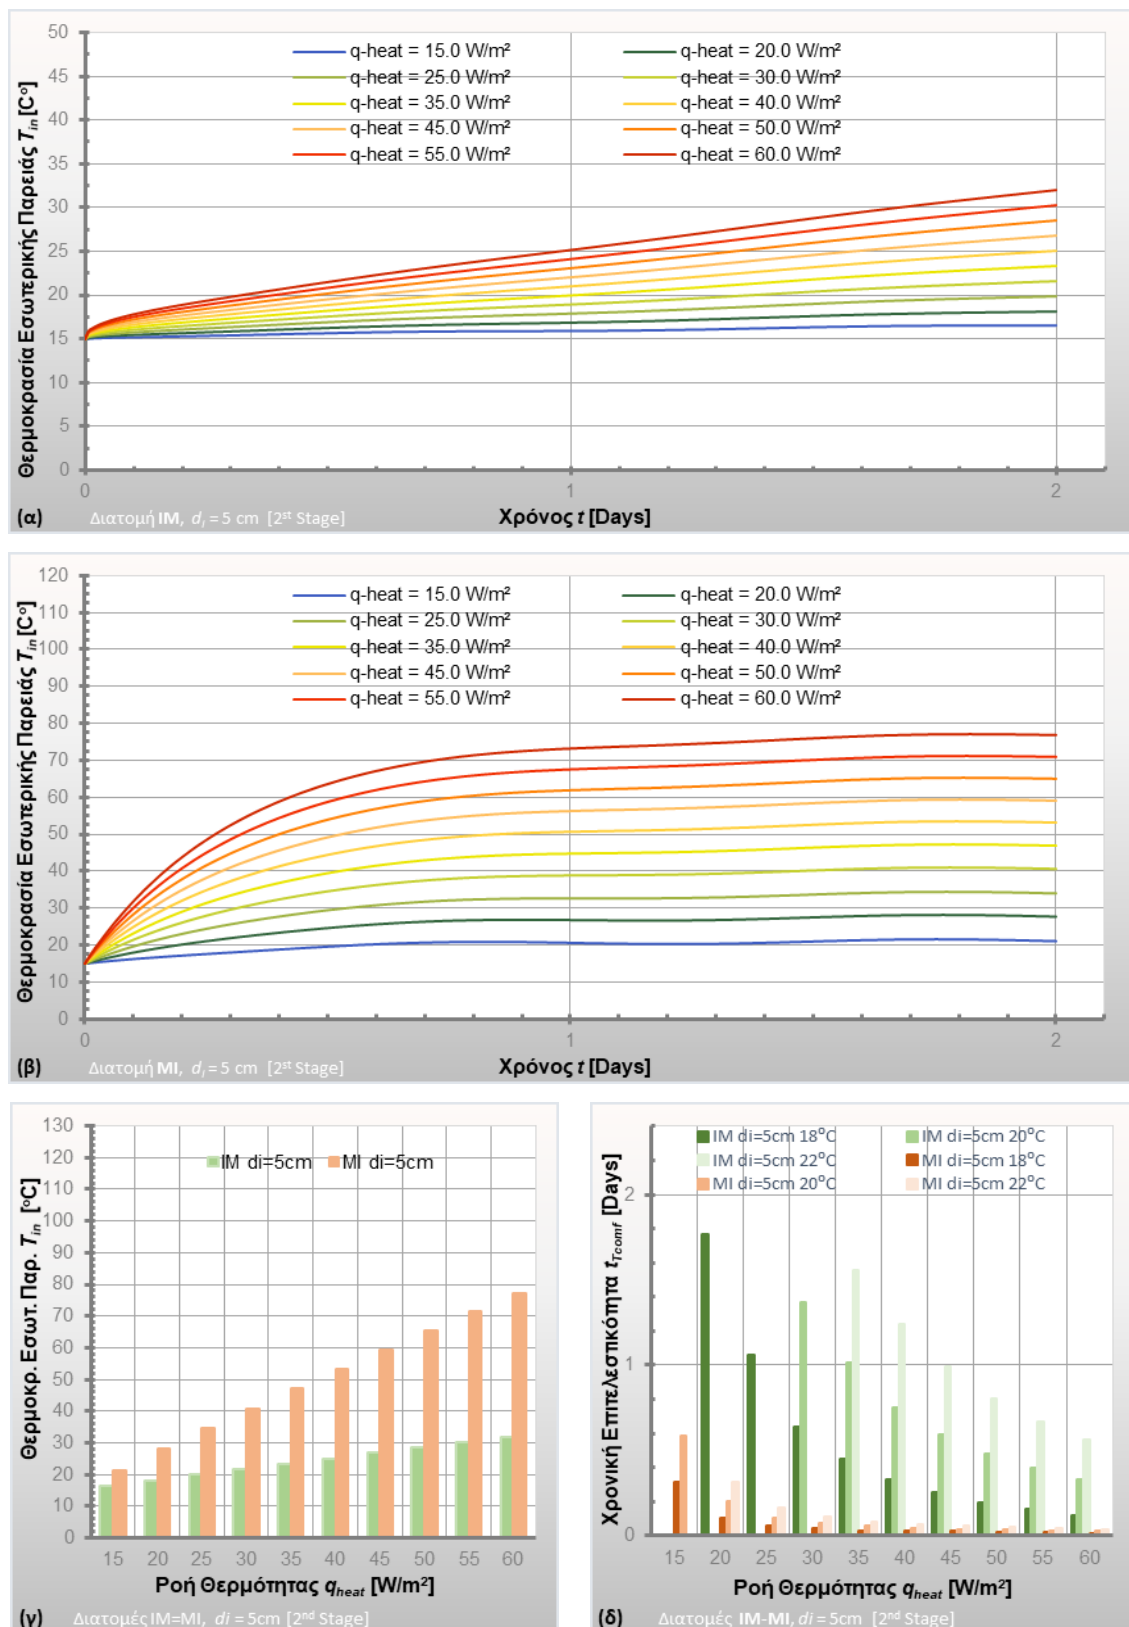 50
45
40
35
30
25
20
15
10
5
0
Θερμοκρασία Εσωτερικής Παρειάς T_in [C°]
q-heat = 15.0 W/m² q-heat = 20.0 W/m²
q-heat = 25.0 W/m² q-heat = 30.0 W/m²
q-heat = 35.0 W/m² q-heat = 40.0 W/m²
q-heat = 45.0 W/m² q-heat = 50.0 W/m²
q-heat = 55.0 W/m² q-heat = 60.0 W/m²
0 1 2
(α) Διατομή IM, d_i = 5 cm [2st Stage] Χρόνος t [Days]
120
110
100
90
80
70
60
50
40
30
20
10
0
Θερμοκρασία Εσωτερικής Παρειάς T_in [C°]
q-heat = 15.0 W/m² q-heat = 20.0 W/m²
q-heat = 25.0 W/m² q-heat = 30.0 W/m²
q-heat = 35.0 W/m² q-heat = 40.0 W/m²
q-heat = 45.0 W/m² q-heat = 50.0 W/m²
q-heat = 55.0 W/m² q-heat = 60.0 W/m²
0 1 2
(β) Διατομή MI, d_i = 5 cm [2st Stage] Χρόνος t [Days]
130
120
110
100
90
80
70
60
50
40
30
20
10
0
Θερμοκρ. Εσωτ. Παρ. T_in [°C]
IM di=5cm MI di=5cm
15 20 25 30 35 40 45 50 55 60
Ροή Θερμότητας q_heat [W/m²]
(γ) Διατομές IM=MI, di = 5cm [2nd Stage]
2
1
0
Χρονική Επιτελεστικότητα t_Tcomf [Days]
IM di=5cm 18°C IM di=5cm 20°C
IM di=5cm 22°C MI di=5cm 18°C
MI di=5cm 20°C MI di=5cm 22°C
15 20 25 30 35 40 45 50 55 60
Ροή Θερμότητας q_heat [W/m²]
(δ) Διατομές IM-MI, di = 5cm [2nd Stage]